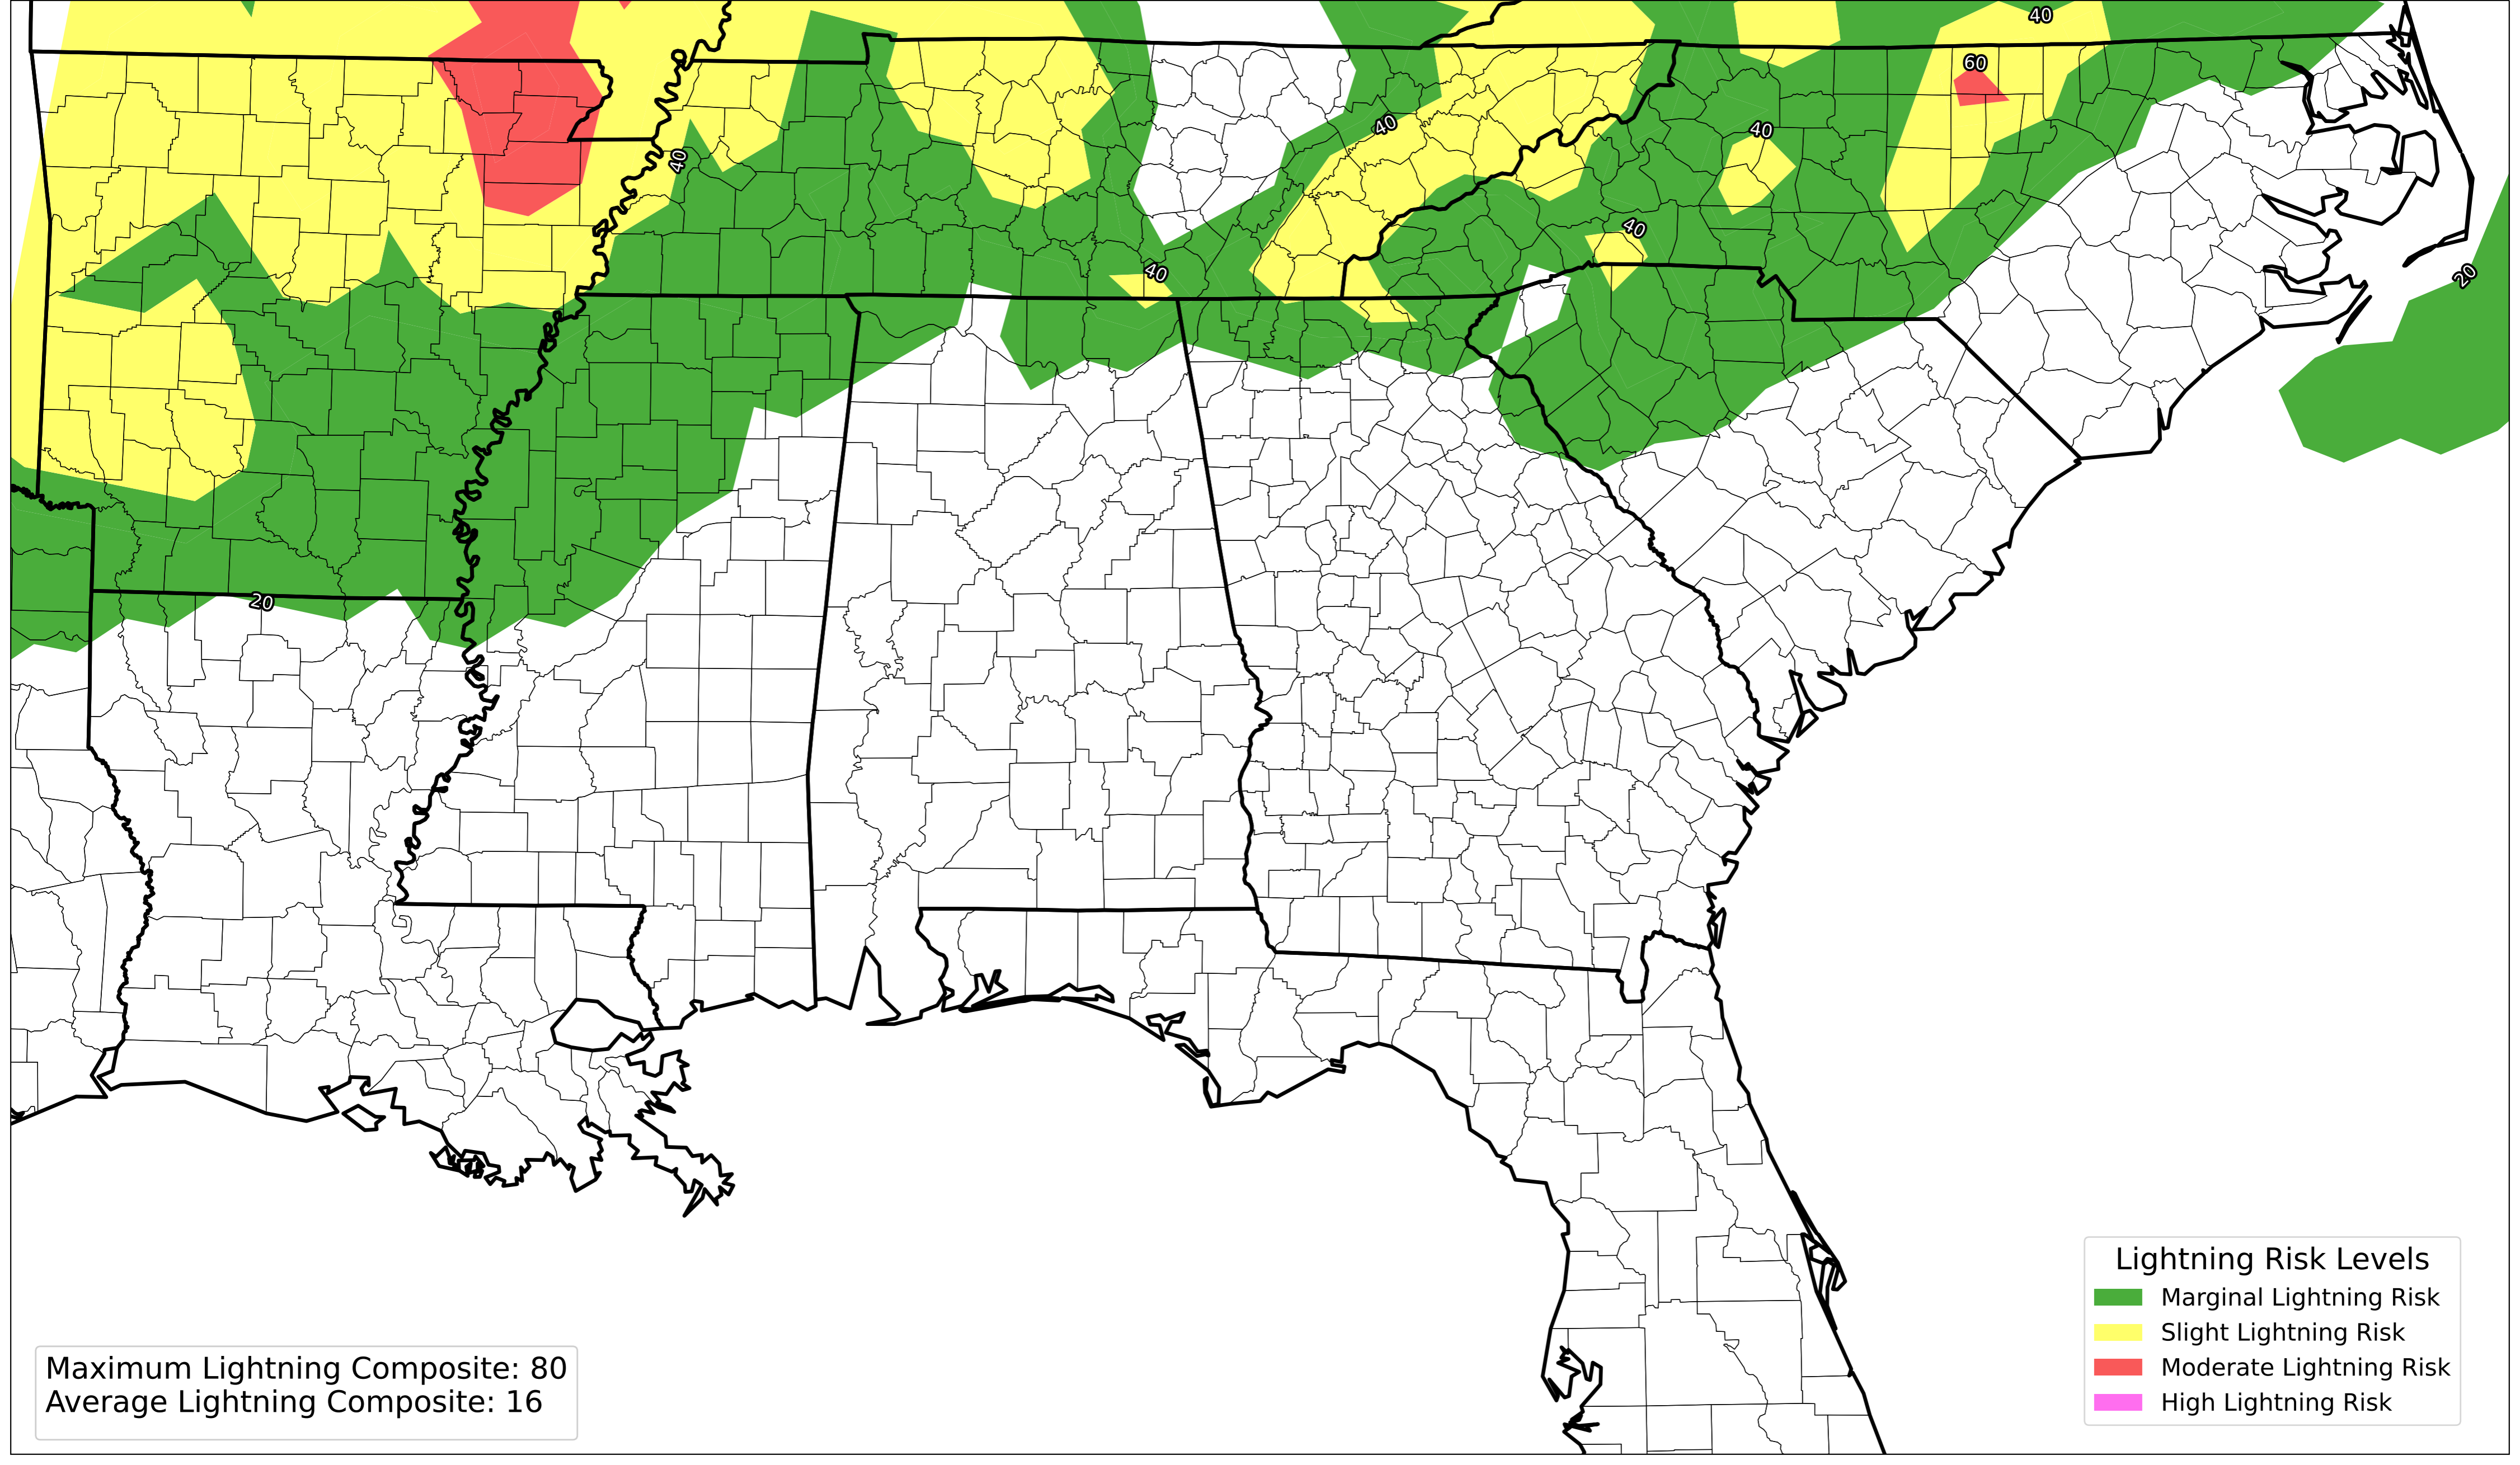 40
60
40
40
40
40
40
20
20
Lightning Risk Levels
Marginal Lightning Risk
Slight Lightning Risk
Moderate Lightning Risk
High Lightning Risk
Maximum Lightning Composite: 80
Average Lightning Composite: 16